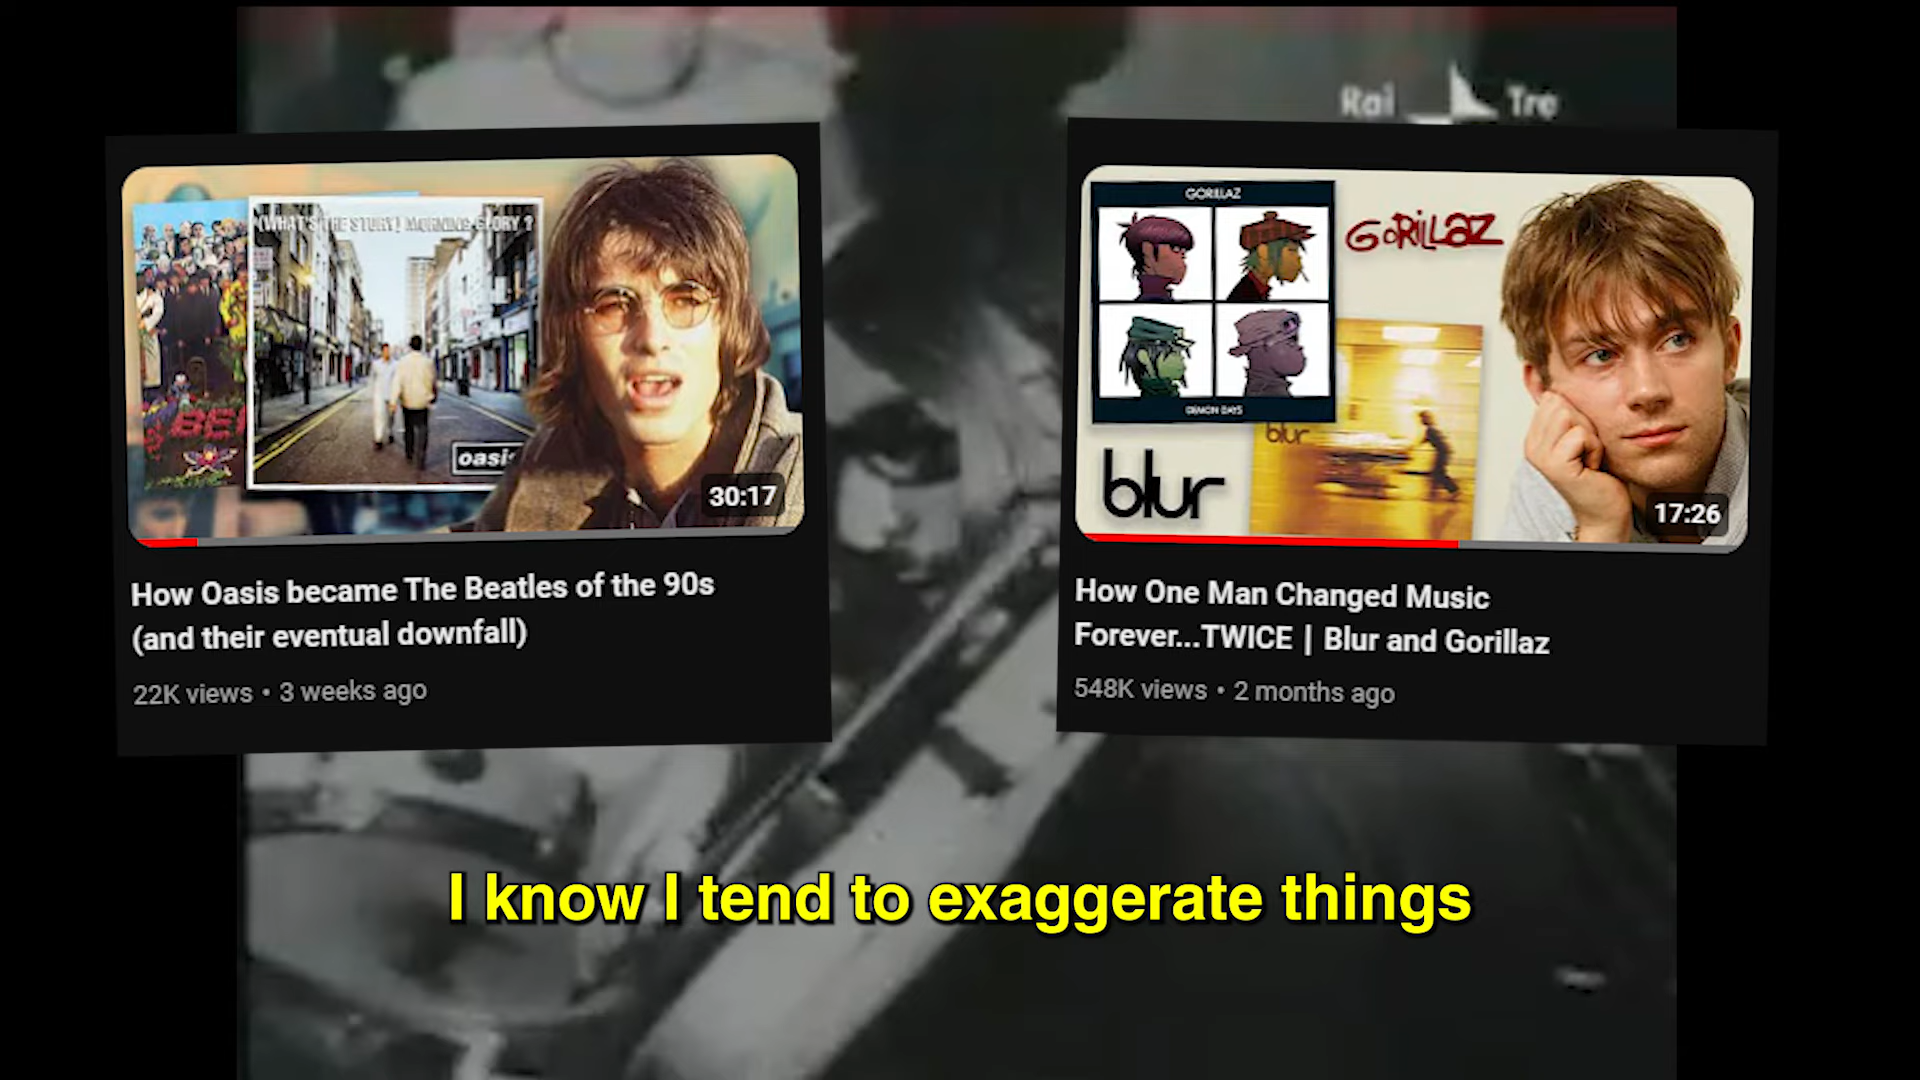 Rai Tre
(WHAT'S THE STORY) MORNING GLORY ?
oasis
30:17
How Oasis became The Beatles of the 90s
(and their eventual downfall)
22K views • 3 weeks ago
GORILLAZ
GORILLAZ
DEMON DAYS
blur
blur
17:26
How One Man Changed Music
Forever...TWICE | Blur and Gorillaz
548K views • 2 months ago
I know I tend to exaggerate things